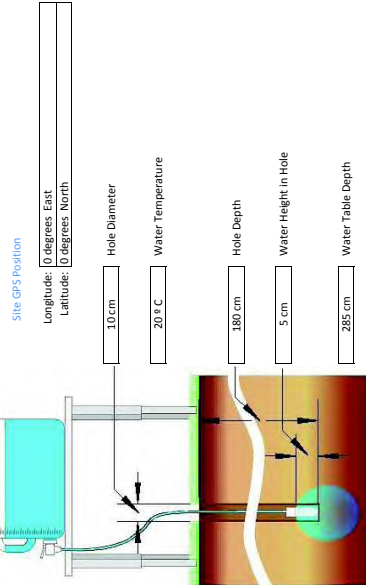 Site GPS Position
Longitude: 0 degrees East
Latitude: 0 degrees North
10 cm Hole Diameter
20 º C Water Temperature
180 cm Hole Depth
5 cm Water Height in Hole
285 cm Water Table Depth